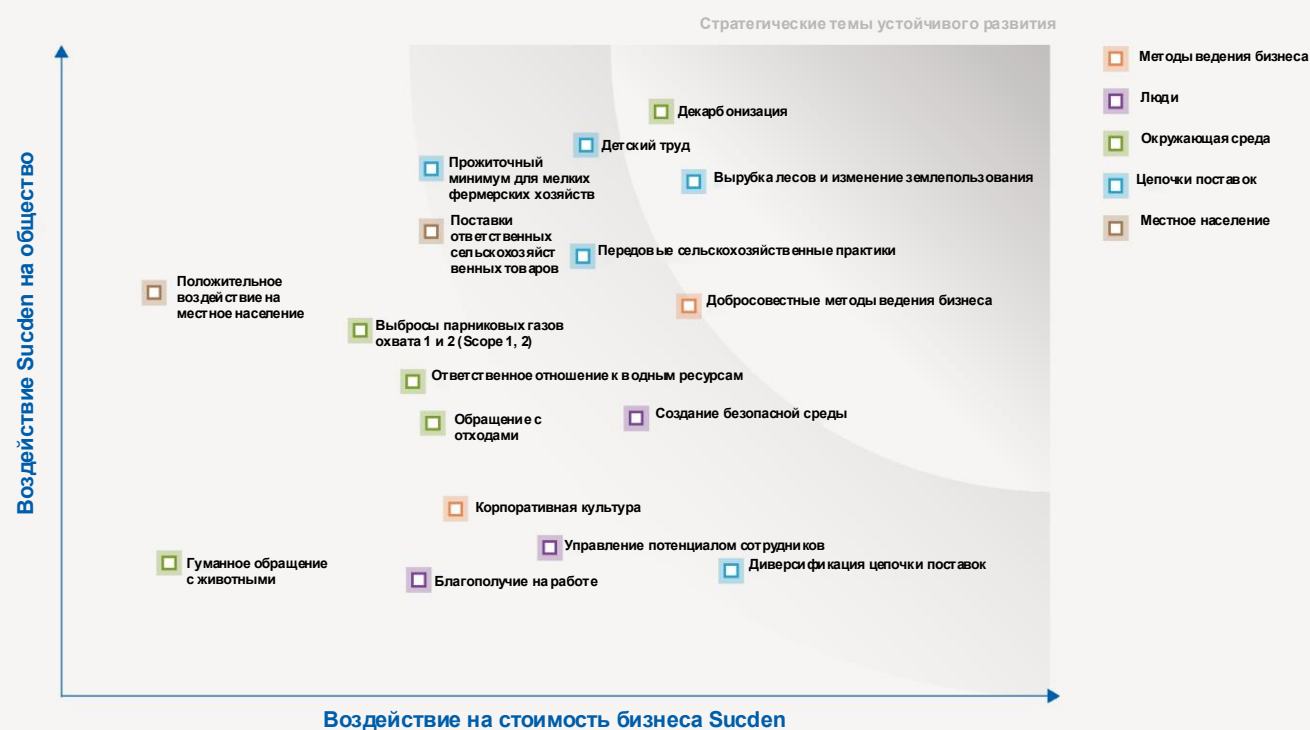 Стратегические темы устойчивого развития
Воздействие Sucden на общество
Декарбонизация
Детский труд
Прожиточный
минимум для мелких
фермерских хозяйств
Вырубка лесов и изменение землепользования
Поставки
ответственных
сельскохозяйст
венных товаров
Передовые сельскохозяйственные практики
Положительное
воздействие на
местное население
Добросовестные методы ведения бизнеса
Выбросы парниковых газов
охвата 1 и 2 (Scope 1, 2)
Ответственное отношение к водным ресурсам
Обращение с
отходами
Создание безопасной среды
Корпоративная культура
Управление потенциалом сотрудников
Гуманное обращение
с животными
Благополучие на работе
Диверсификация цепочки поставок
Воздействие на стоимость бизнеса Sucden
Методы ведения бизнеса
Люди
Окружающая среда
Цепочки поставок
Местное население